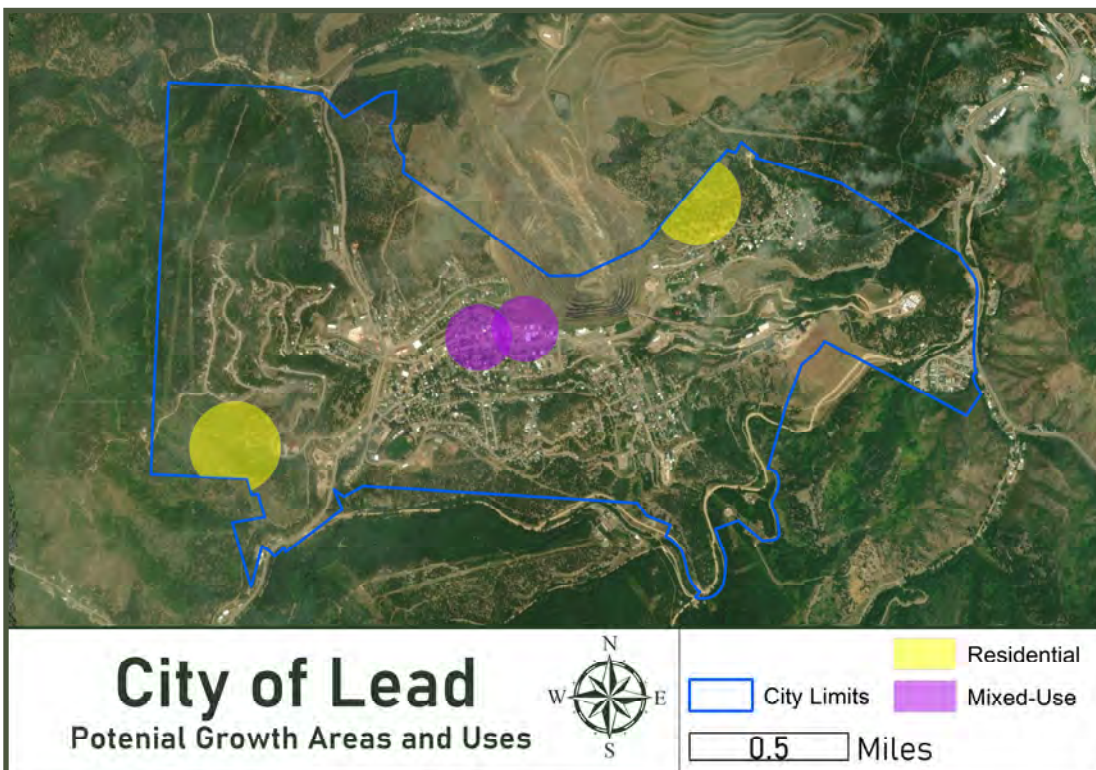 City of Lead
Potenial Growth Areas and Uses
N
W
E
S
Residential
City Limits
Mixed-Use
0.5 Miles